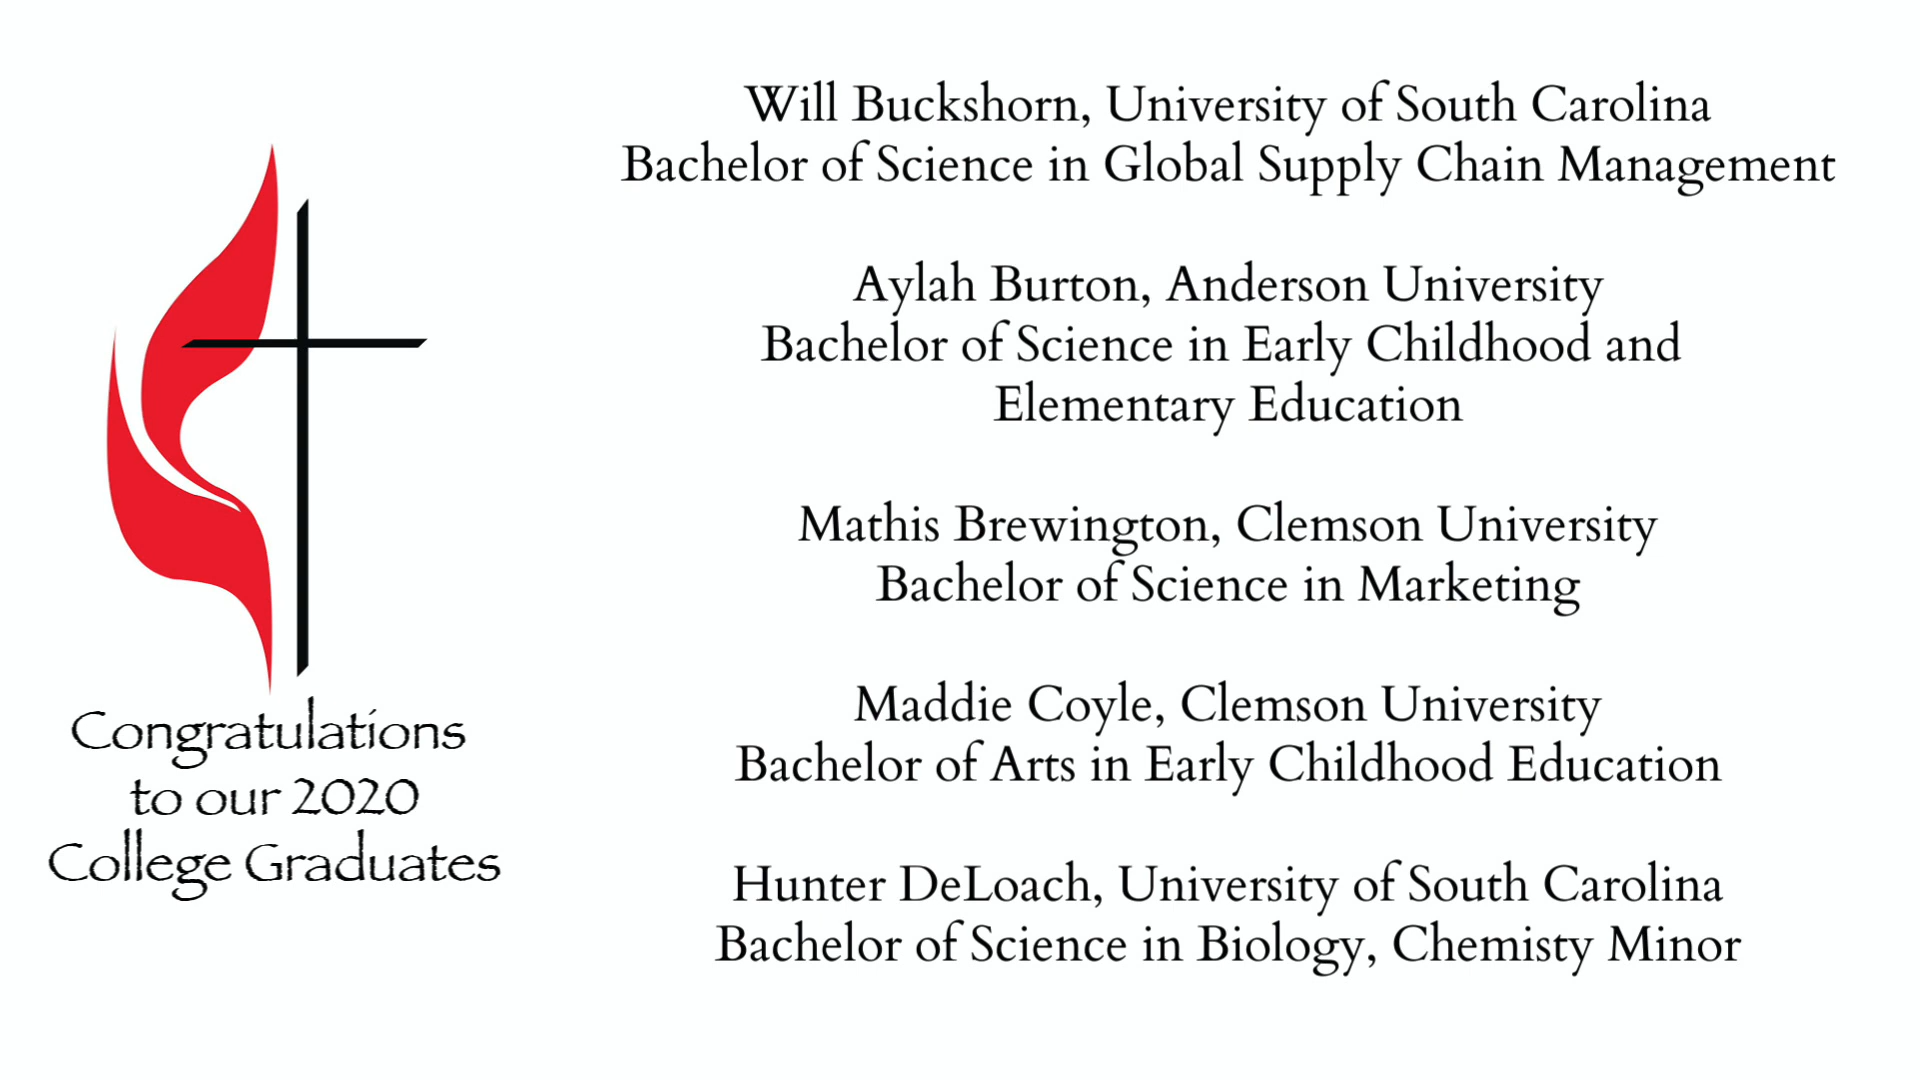 Congratulations
to our 2020
College Graduates
Will Buckshorn, University of South Carolina
Bachelor of Science in Global Supply Chain Management
Aylah Burton, Anderson University
Bachelor of Science in Early Childhood and
Elementary Education
Mathis Brewington, Clemson University
Bachelor of Science in Marketing
Maddie Coyle, Clemson University
Bachelor of Arts in Early Childhood Education
Hunter DeLoach, University of South Carolina
Bachelor of Science in Biology, Chemisty Minor